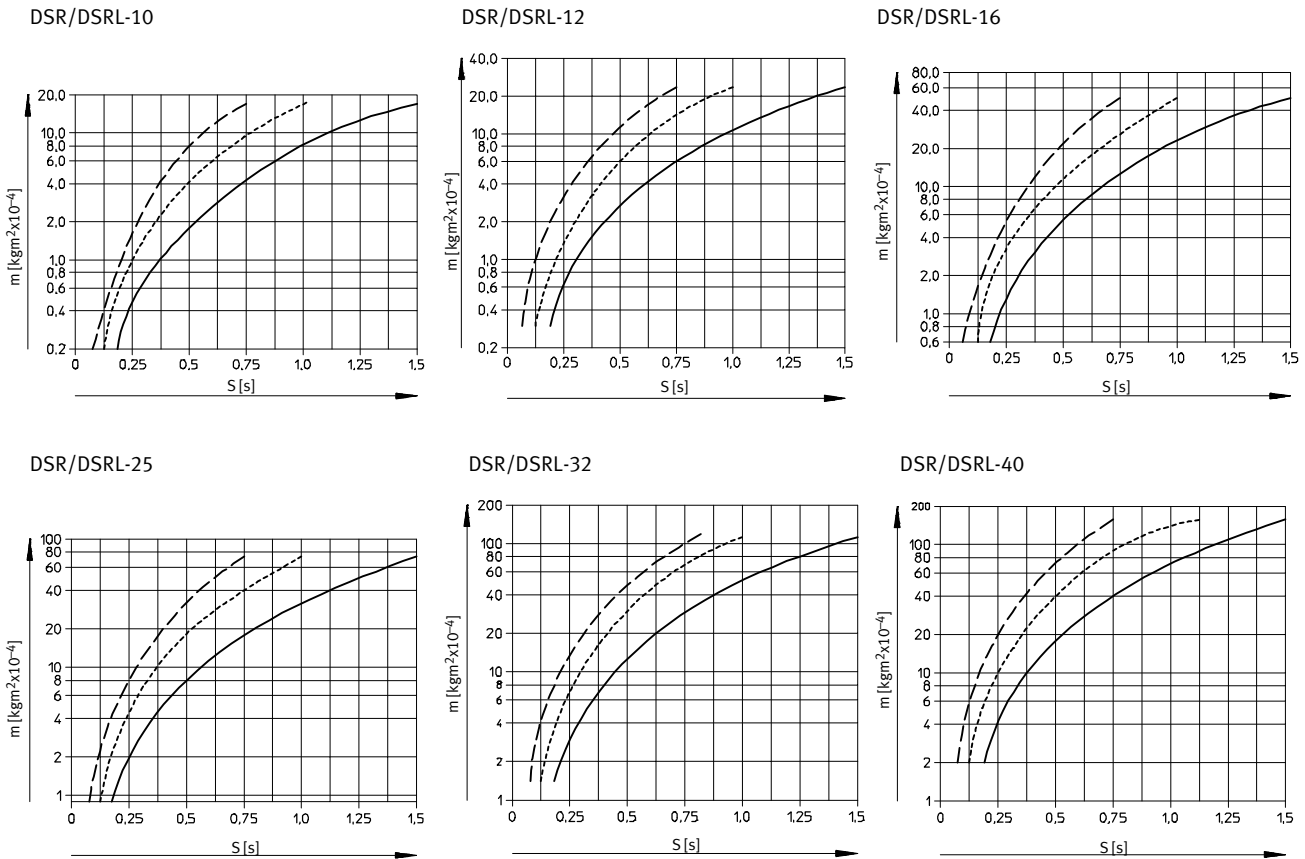 DSR/DSRL-10
DSR/DSRL-12
DSR/DSRL-16
m [kgm²x10⁻⁴]
20,0
10,0
8,0
6,0
4,0
2,0
1,0
0,8
0,6
0,4
0,2
0 0,25 0,5 0,75 1,0 1,25 1,5
S [s]
m [kgm²x10⁻⁴]
40,0
20,0
10,0
8,0
6,0
4,0
2,0
1,0
0,8
0,6
0,4
0,2
0 0,25 0,5 0,75 1,0 1,25 1,5
S [s]
m [kgm²x10⁻⁴]
80,0
60,0
40,0
20,0
10,0
8,0
6,0
4,0
2,0
1,0
0,8
0,6
0 0,25 0,5 0,75 1,0 1,25 1,5
S [s]
DSR/DSRL-25
DSR/DSRL-32
DSR/DSRL-40
m [kgm²x10⁻⁴]
100
80
60
40
20
10
8
6
4
2
1
0 0,25 0,5 0,75 1,0 1,25 1,5
S [s]
m [kgm²x10⁻⁴]
200
100
80
60
40
20
10
8
6
4
2
1
0 0,25 0,5 0,75 1,0 1,25 1,5
S [s]
m [kgm²x10⁻⁴]
200
100
80
60
40
20
10
8
6
4
2
1
0 0,25 0,5 0,75 1,0 1,25 1,5
S [s]